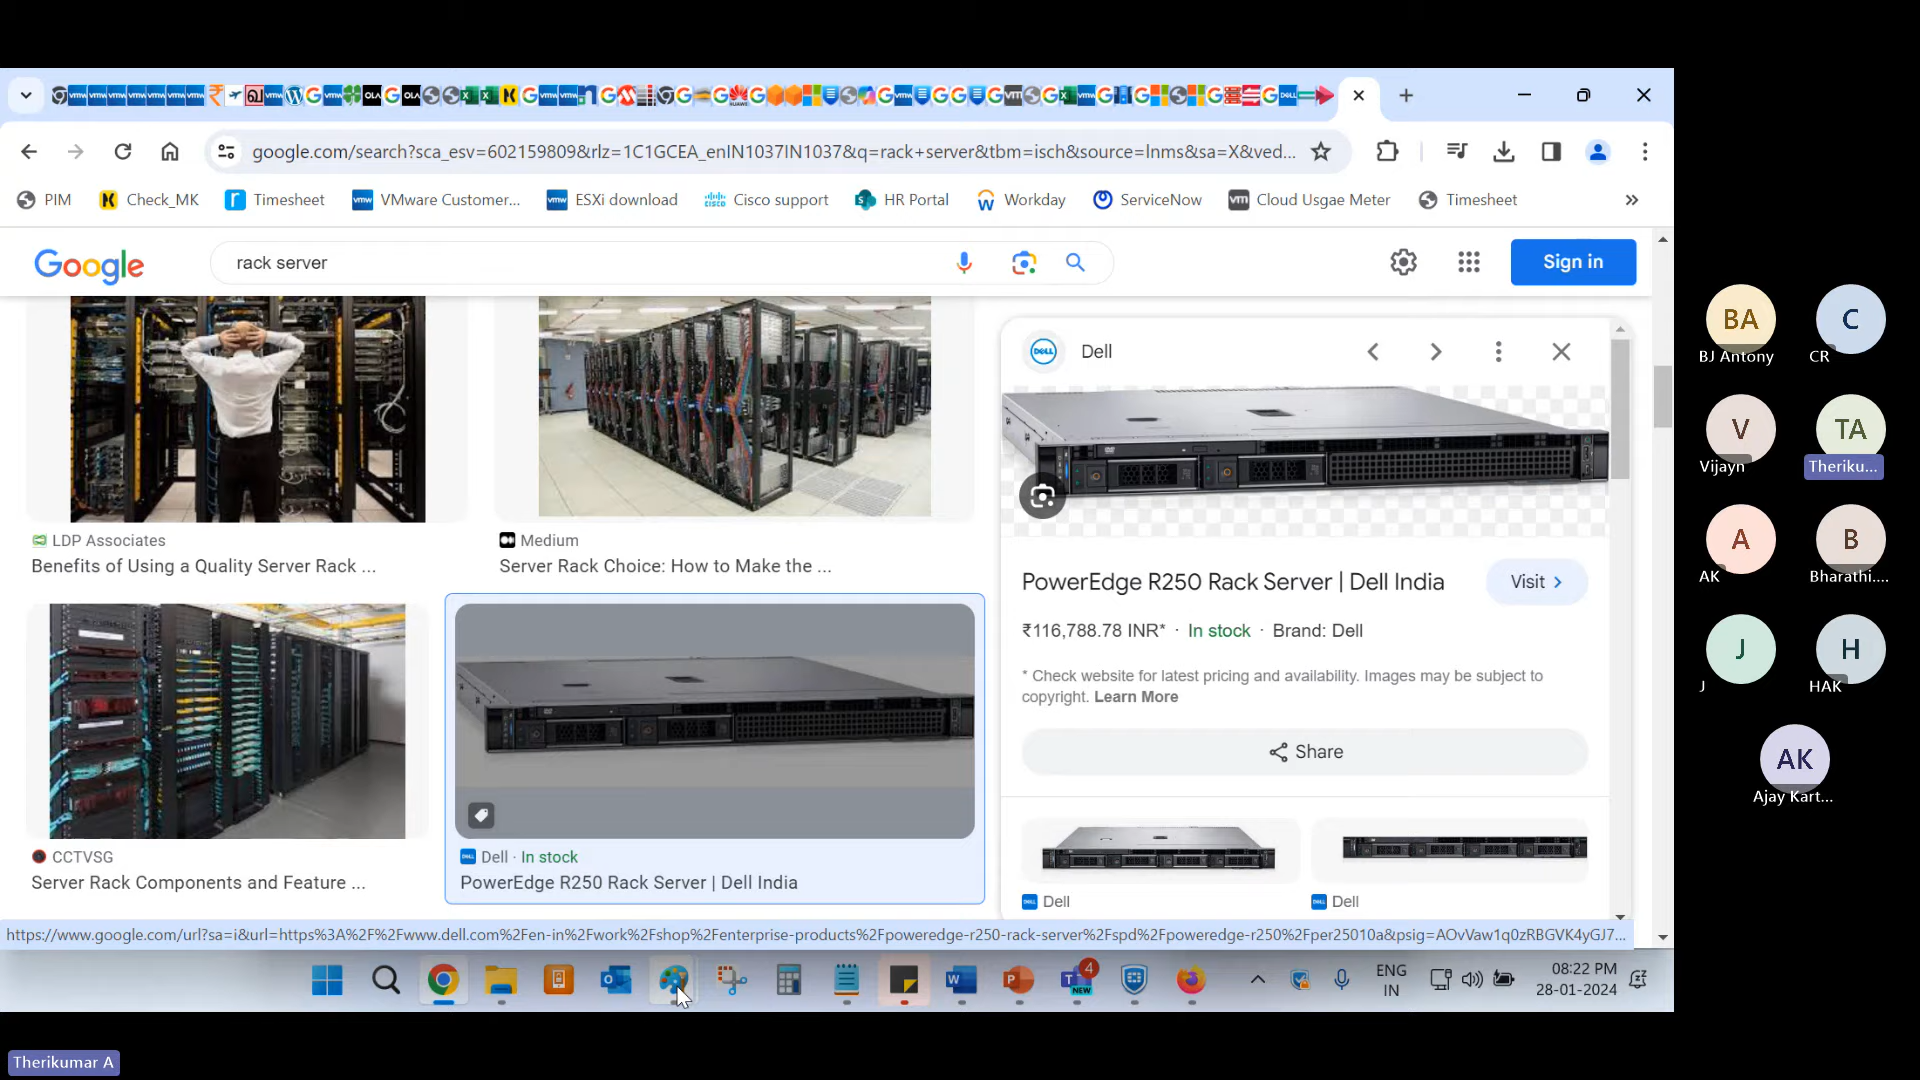 google.com/search?sca_esv=602159809&rlz=1C1GCEA_enIN1037IN1037&q=rack+server&tbm=isch&source=lnms&sa=X&ved...
PIM
Check_MK
Timesheet
VMware Customer...
ESXi download
Cisco support
HR Portal
Workday
ServiceNow
Cloud Usgae Meter
Timesheet
Google
rack server
Sign in
LDP Associates
Benefits of Using a Quality Server Rack ...
Medium
Server Rack Choice: How to Make the ...
CCTVSG
Server Rack Components and Feature ...
Dell · In stock
PowerEdge R250 Rack Server | Dell India
Dell
PowerEdge R250 Rack Server | Dell India
Visit
₹116,788.78 INR* · In stock · Brand: Dell
* Check website for latest pricing and availability. Images may be subject to
copyright. Learn More
Share
Dell
Dell
https://www.google.com/url?sa=i&url=https%3A%2F%2Fwww.dell.com%2Fen-in%2Fwork%2Fshop%2Fenterprise-products%2Fpoweredge-r250-rack-server%2Fspd%2Fpoweredge-r250%2Fper25010a&psig=AOvVaw1q0zRBGVK4yGJ7...
4
NEW
ENG
IN
08:22 PM
28-01-2024
BA
BJ Antony
C
CR
V
Vijayn
TA
Theriku...
A
AK
B
Bharathi....
J
J
H
HAK
AK
Ajay Kart...
Therikumar A